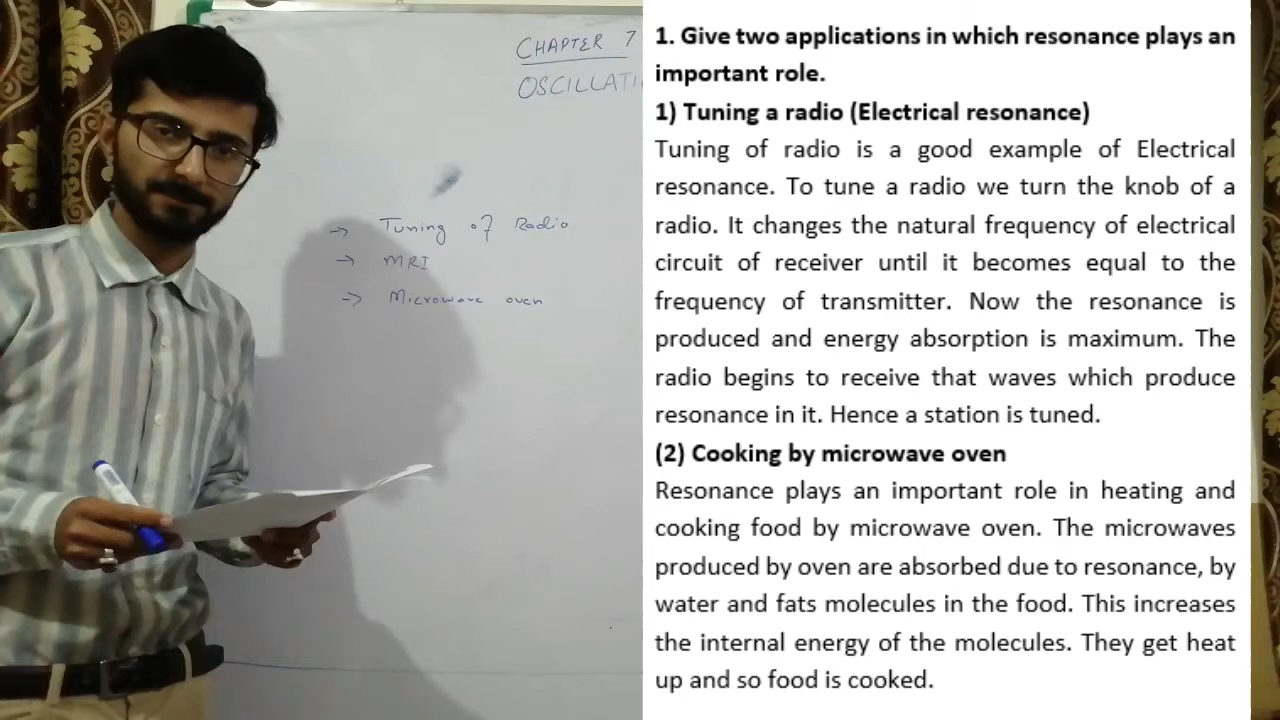 CHAPTER 7
OSCILLATI
→ Tuning of Radio
→ MRI
→ Microwave oven
1. Give two applications in which resonance plays an
important role.
1) Tuning a radio (Electrical resonance)
Tuning of radio is a good example of Electrical
resonance. To tune a radio we turn the knob of a
radio. It changes the natural frequency of electrical
circuit of receiver until it becomes equal to the
frequency of transmitter. Now the resonance is
produced and energy absorption is maximum. The
radio begins to receive that waves which produce
resonance in it. Hence a station is tuned.
(2) Cooking by microwave oven
Resonance plays an important role in heating and
cooking food by microwave oven. The microwaves
produced by oven are absorbed due to resonance, by
water and fats molecules in the food. This increases
the internal energy of the molecules. They get heat
up and so food is cooked.